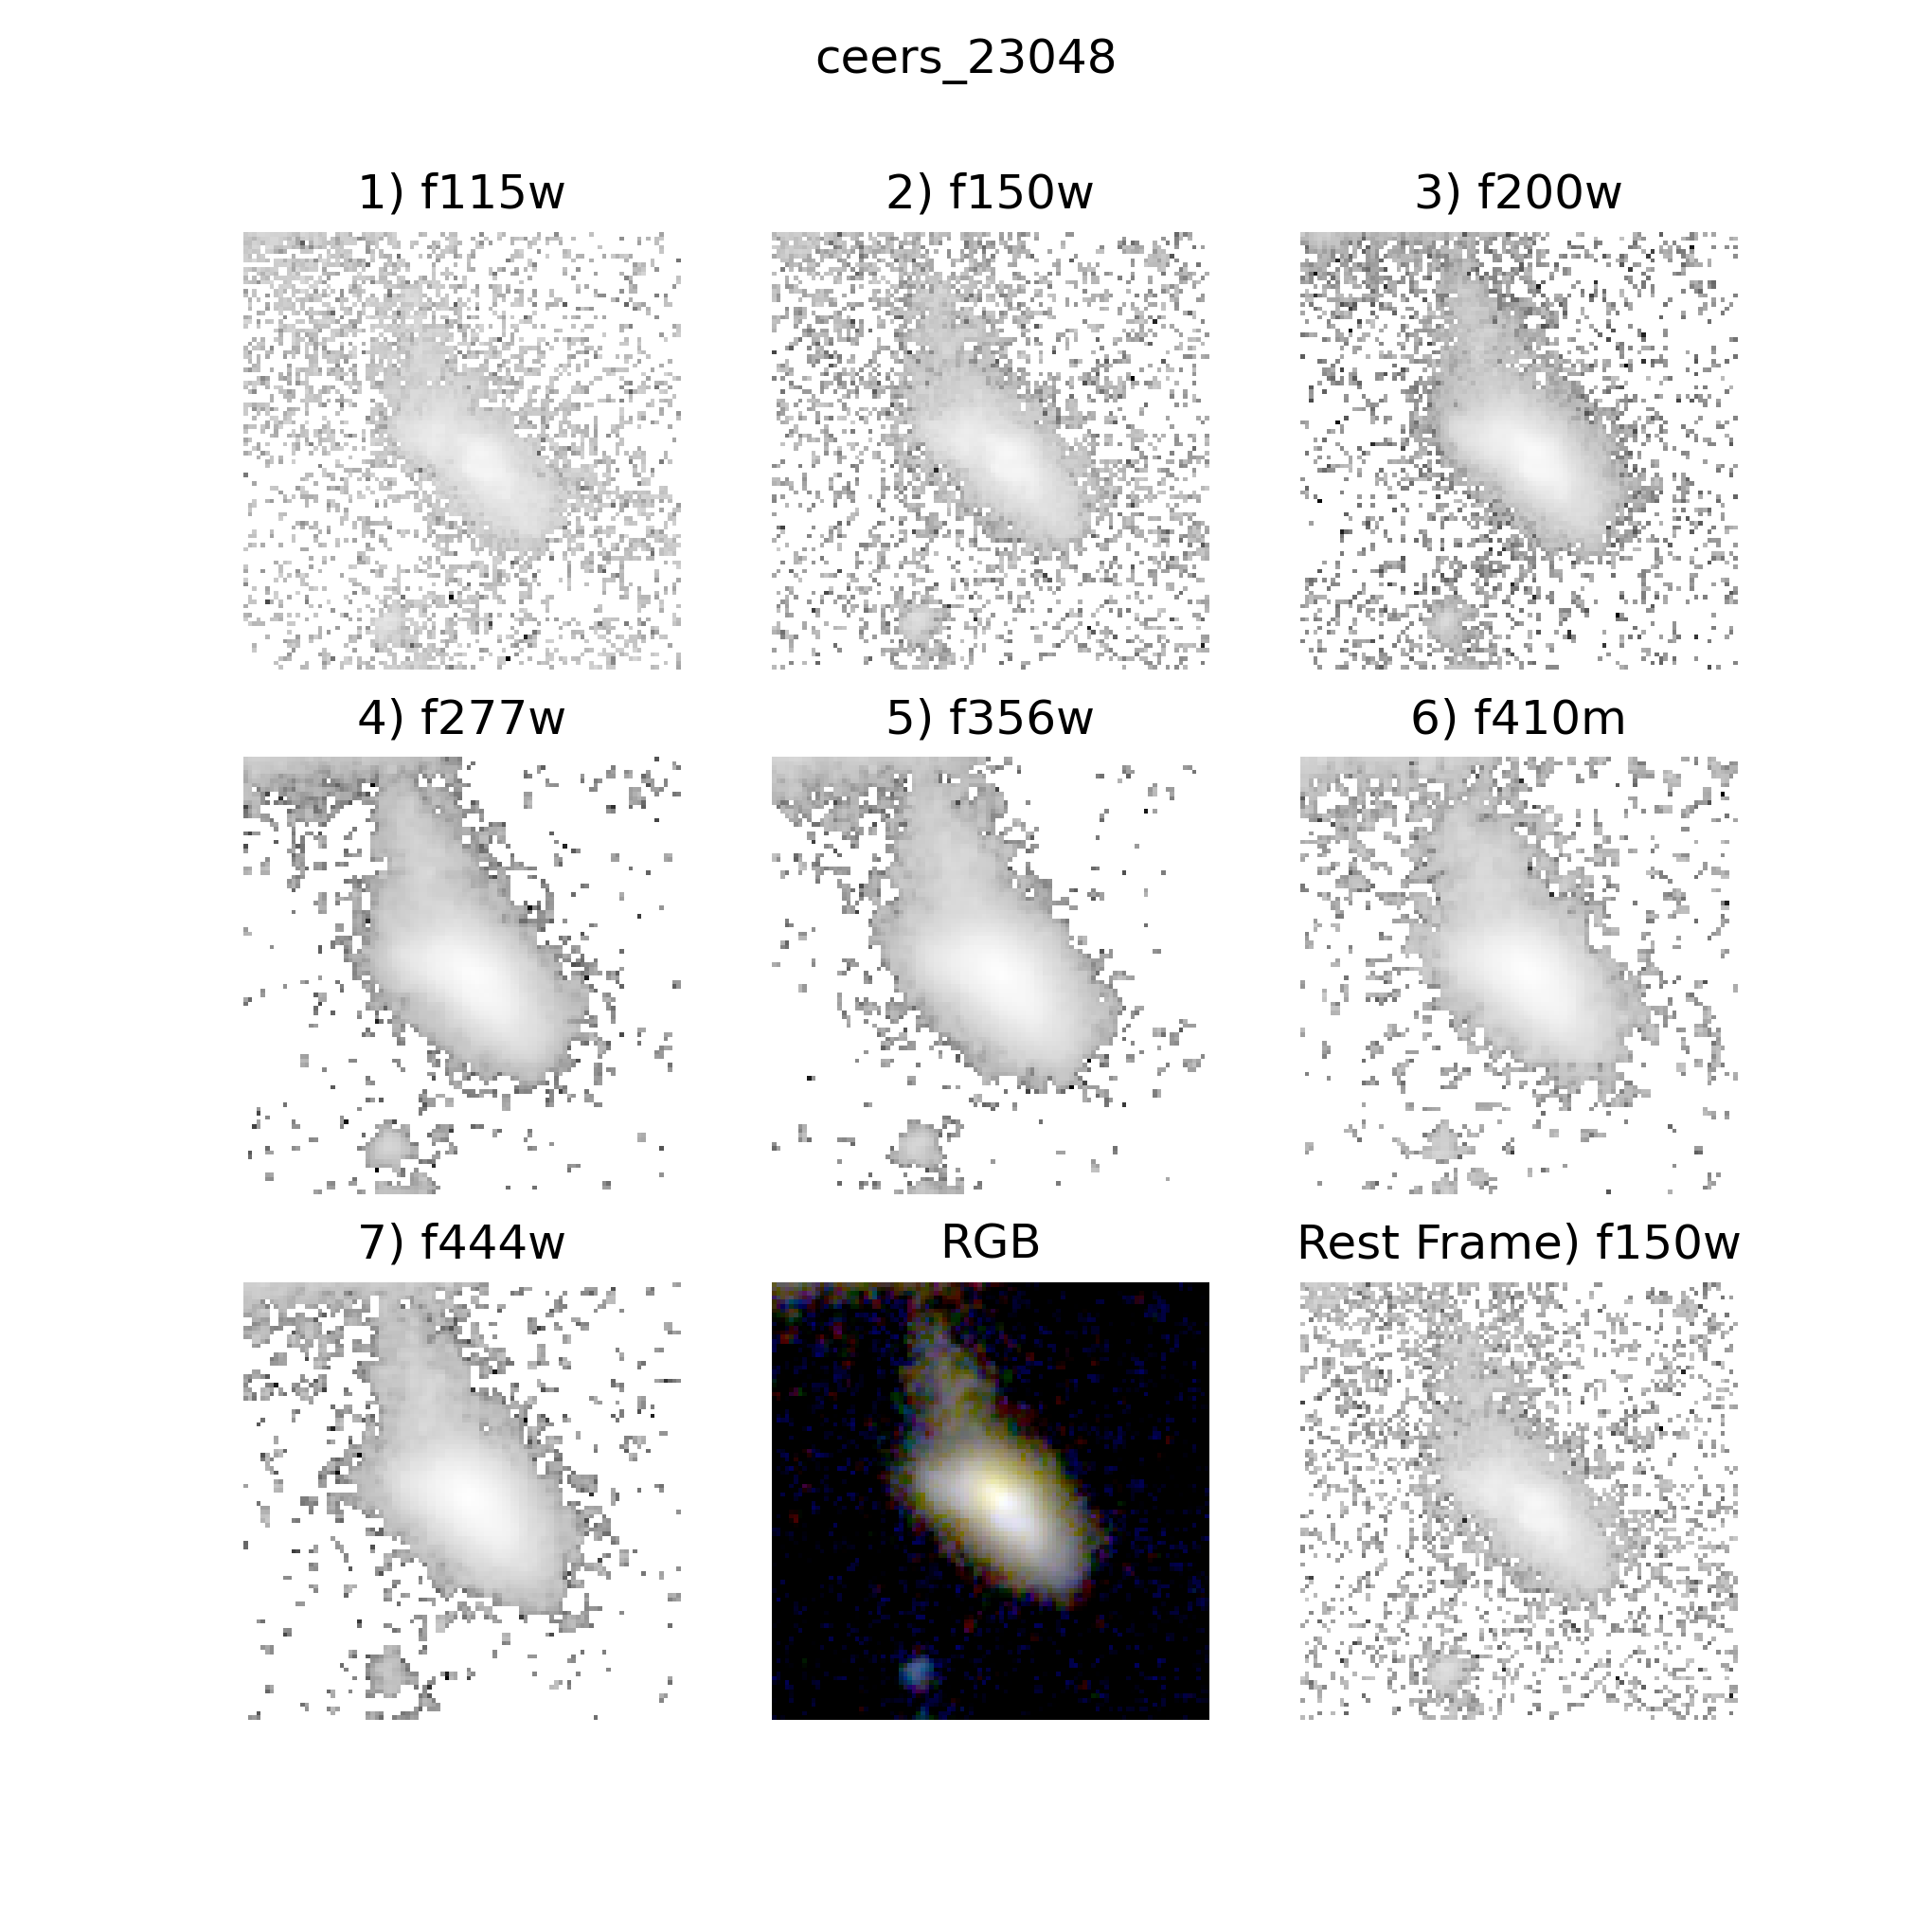 ceers_23048
1) f115w
2) f150w
3) f200w
4) f277w
5) f356w
6) f410m
7) f444w
RGB
Rest Frame) f150w